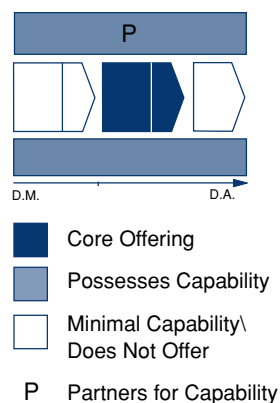 P
D.M.
D.A.
Core Offering
Possesses Capability
Minimal Capability\
Does Not Offer
P Partners for Capability